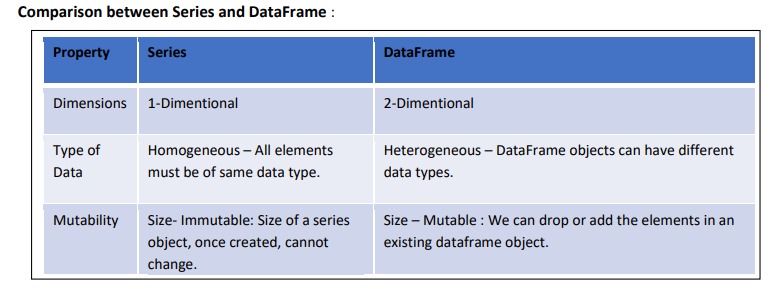 Comparison between Series and DataFrame :
Property Series DataFrame
Dimensions 1-Dimentional 2-Dimentional
Type of Data
Homogeneous – All elements
must be of same data type.
Heterogeneous – DataFrame objects can have different
data types.
Mutability
Size- Immutable: Size of a series
object, once created, cannot
change.
Size – Mutable : We can drop or add the elements in an
existing dataframe object.